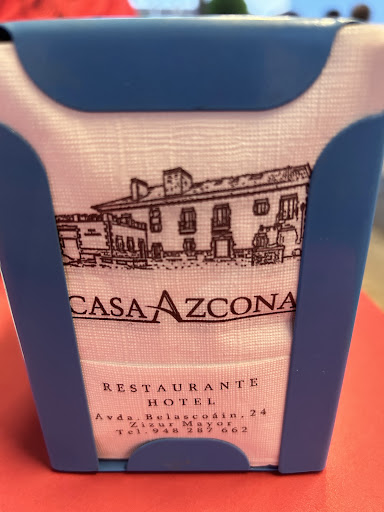 CASA AZCONA
RESTAURANTE
HOTEL
Avda. Belascoáin, 24
Zizur Mayor
Tel. 948 287 662